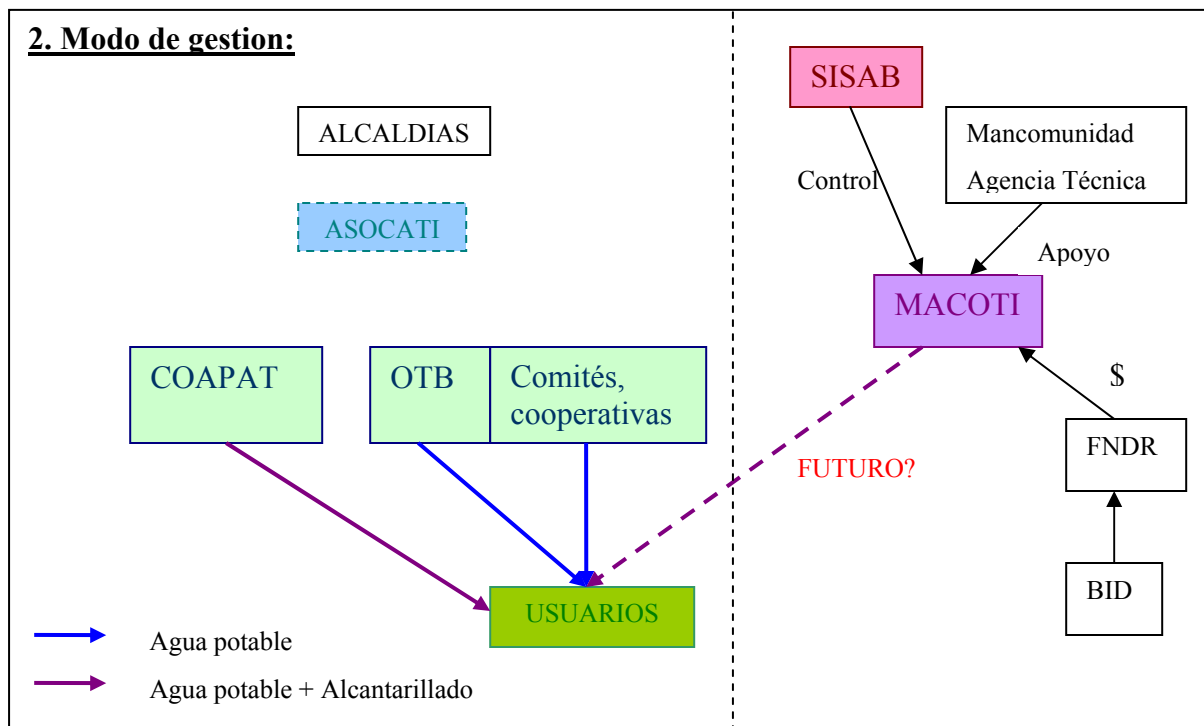 2. Modo de gestion:
ALCALDIAS
ASOCATI
COAPAT
OTB
Comités,
cooperativas
USUARIOS
Agua potable
Agua potable + Alcantarillado
SISAB
Mancomunidad
Agencia Técnica
Control
Apoyo
MACOTI
$
FNDR
FUTURO?
BID